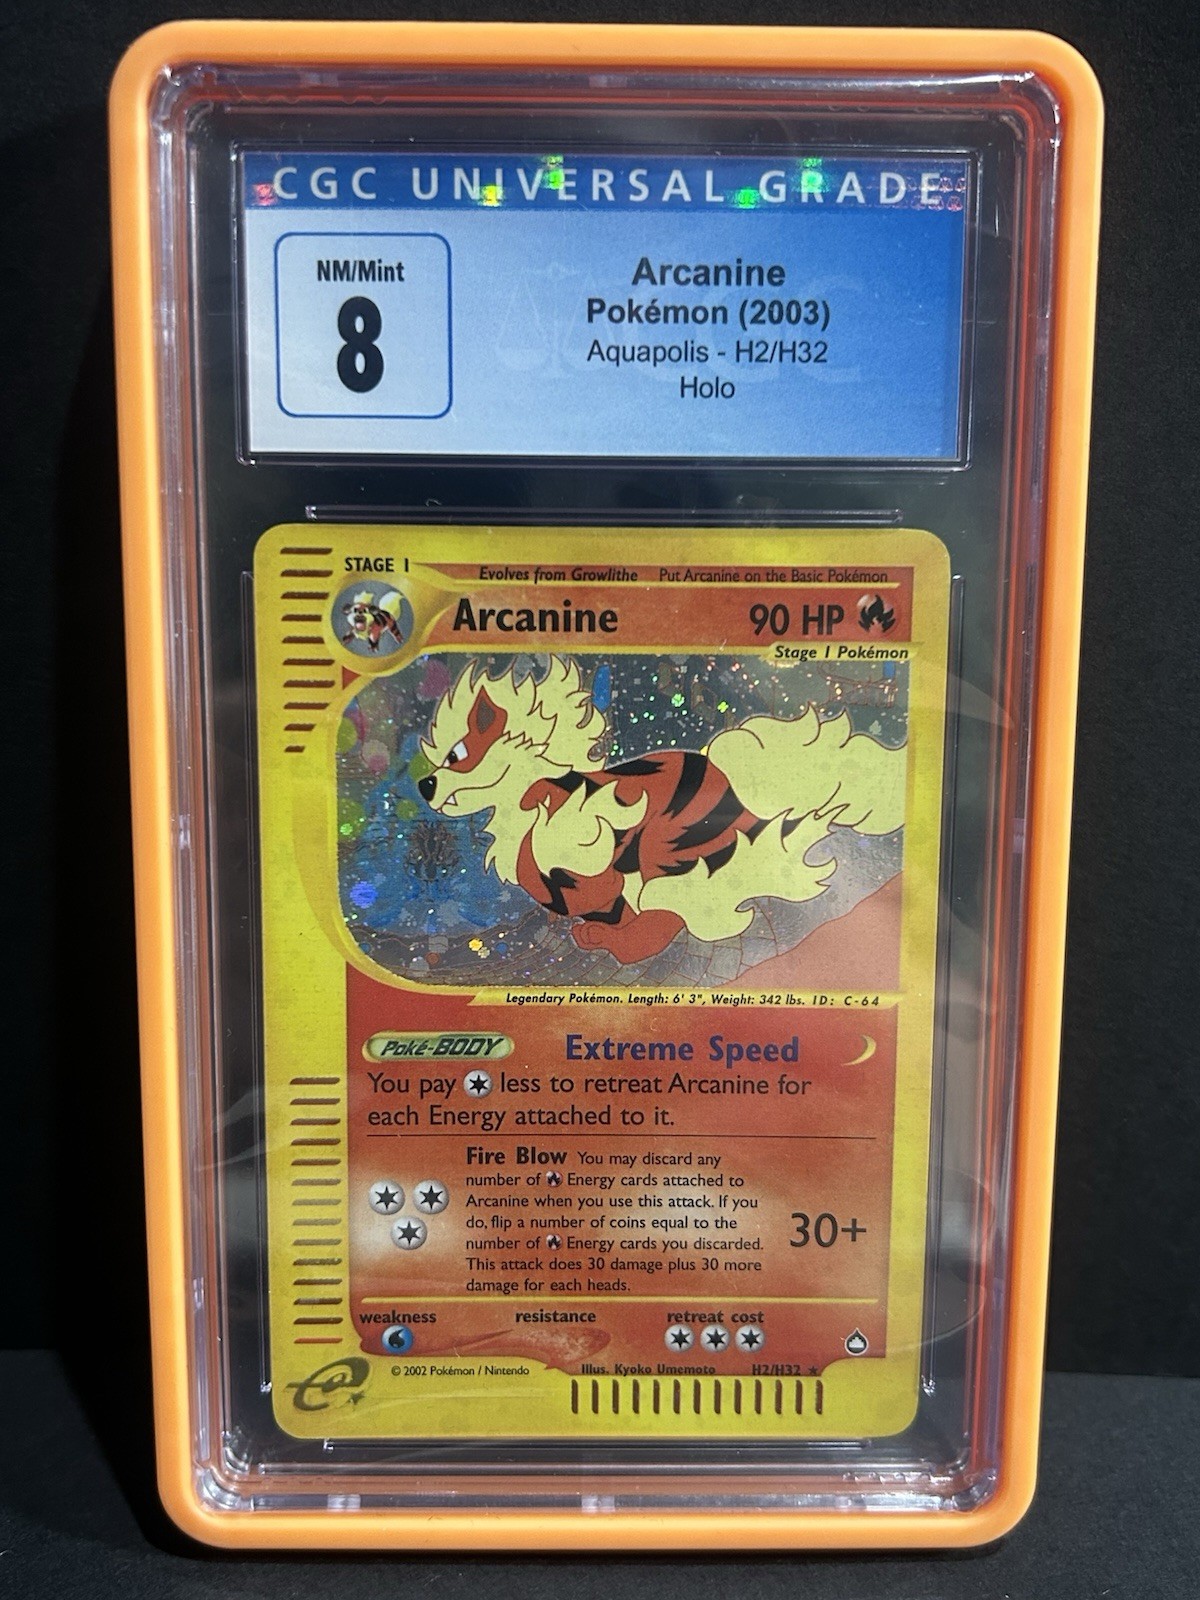 CGC UNIVERSAL GRADE
NM/Mint
8
Arcanine
Pokémon (2003)
Aquapolis - H2/H32
Holo
STAGE 1
Evolves from Growlithe Put Arcanine on the Basic Pokémon
Arcanine 90 HP
Stage 1 Pokémon
Legendary Pokémon. Length: 6' 3", Weight: 342 lbs. ID: C-64
Poké-BODY Extreme Speed
You pay less to retreat Arcanine for
each Energy attached to it.
Fire Blow You may discard any
number of Energy cards attached to
Arcanine when you use this attack. If you
do, flip a number of coins equal to the
number of Energy cards you discarded.
This attack does 30 damage plus 30 more
damage for each heads.
30+
weakness resistance retreat cost
© 2002 Pokémon / Nintendo Illus. Kyoko Umemoto H2/H32 ★
e